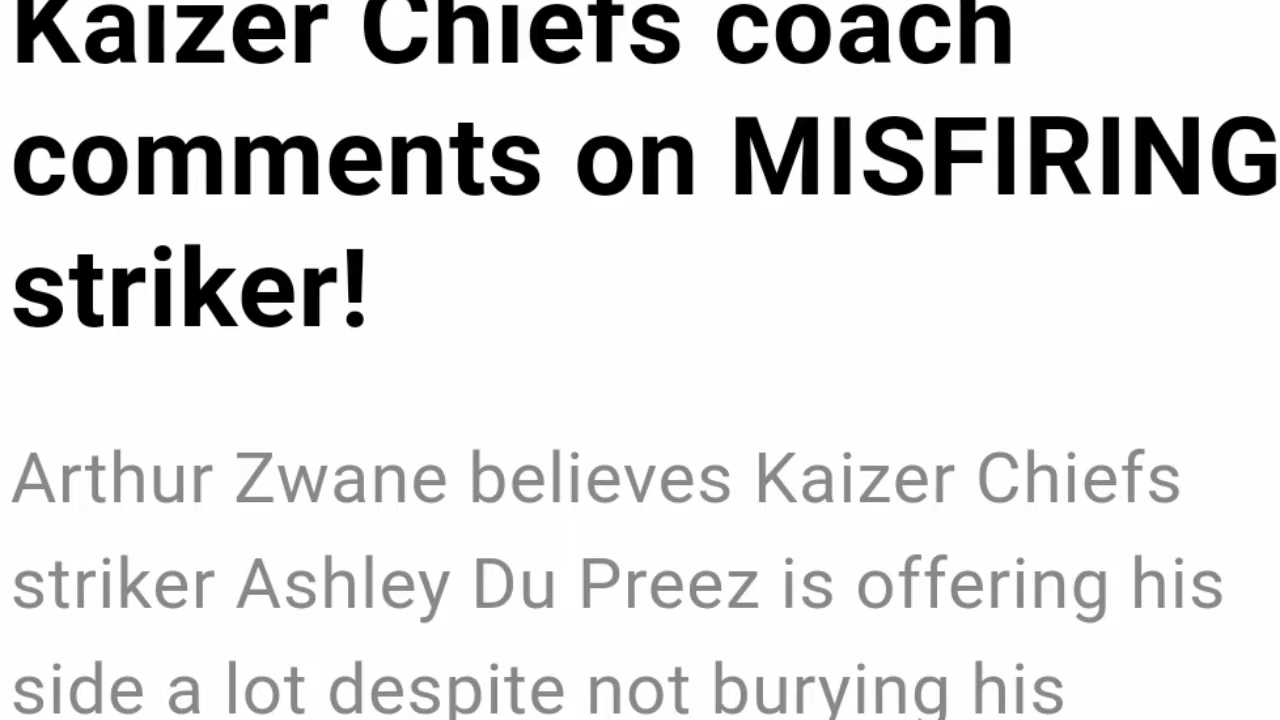 Kaizer Chiefs coach
comments on MISFIRING
striker!
Arthur Zwane believes Kaizer Chiefs
striker Ashley Du Preez is offering his
side a lot despite not burying his